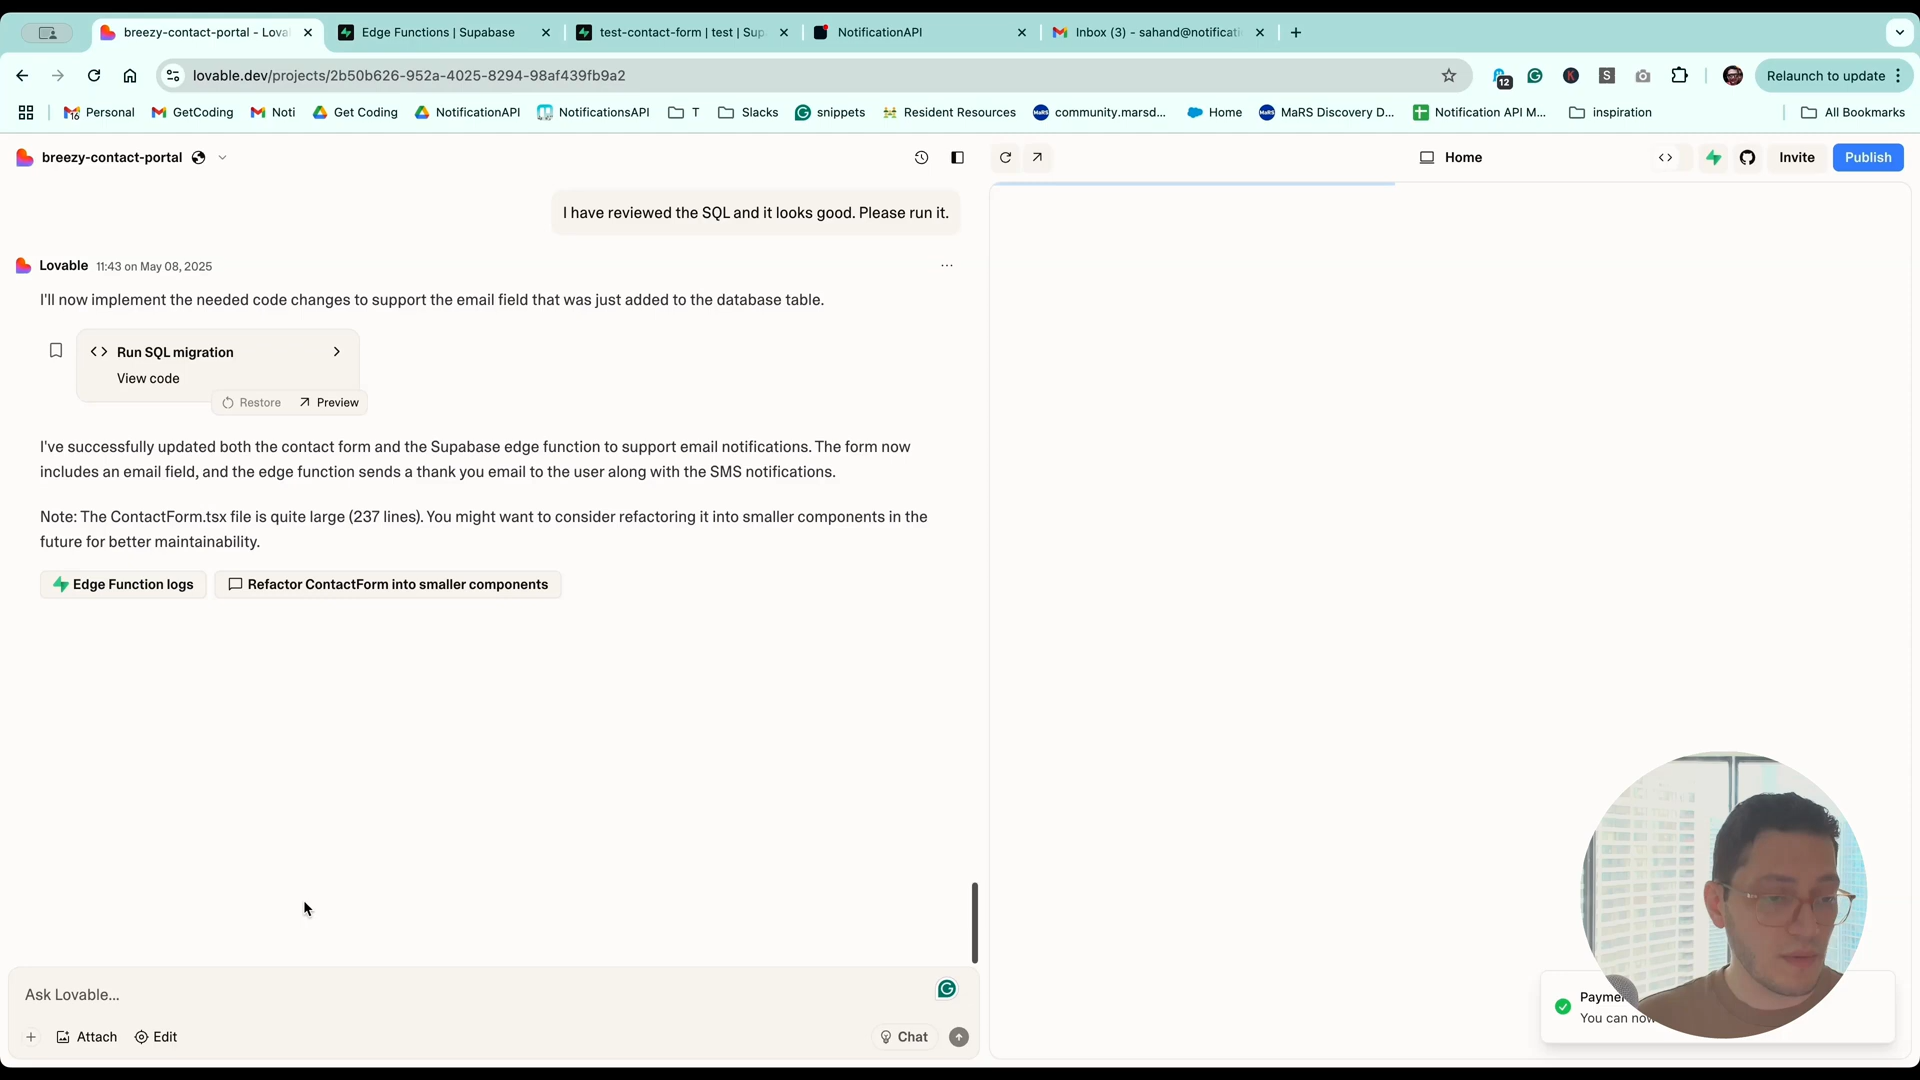 breezy-contact-portal - Lova
Edge Functions | Supabase
test-contact-form | test | Sup
NotificationAPI
Inbox (3) - sahand@notificati
lovable.dev/projects/2b50b626-952a-4025-8294-98af439fb9a2
12
S
K
Relaunch to update
16
Personal
GetCoding
Noti
Get Coding
NotificationAPI
NotificationsAPI
T
Slacks
snippets
Resident Resources
community.marsd...
Home
MaRS Discovery D...
Notification API M...
inspiration
All Bookmarks
breezy-contact-portal
Home
Invite
Publish
I have reviewed the SQL and it looks good. Please run it.
Lovable 11:43 on May 08, 2025
I'll now implement the needed code changes to support the email field that was just added to the database table.
Run SQL migration
View code
Restore
Preview
I've successfully updated both the contact form and the Supabase edge function to support email notifications. The form now
includes an email field, and the edge function sends a thank you email to the user along with the SMS notifications.
Note: The ContactForm.tsx file is quite large (237 lines). You might want to consider refactoring it into smaller components in the
future for better maintainability.
Edge Function logs
Refactor ContactForm into smaller components
Ask Lovable...
Attach
Edit
Chat
You can now